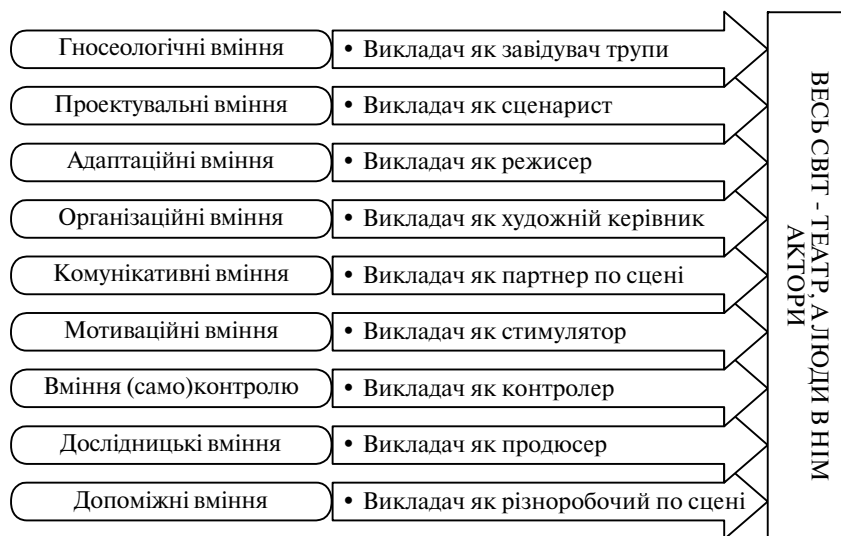 Гносеологічні вміння
• Викладач як завідувач трупи
Проектувальні вміння
• Викладач як сценарист
Адаптаційні вміння
• Викладач як режисер
Організаційні вміння
• Викладач як художній керівник
Комунікативні вміння
• Викладач як партнер по сцені
Мотиваційні вміння
• Викладач як стимулятор
Вміння (само)контролю
• Викладач як контролер
Дослідницькі вміння
• Викладач як продюсер
Допоміжні вміння
• Викладач як різноробочий по сцені
ВЕСЬ СВІТ - ТЕАТР, А ЛЮДИ В НІМ
АКТОРИ